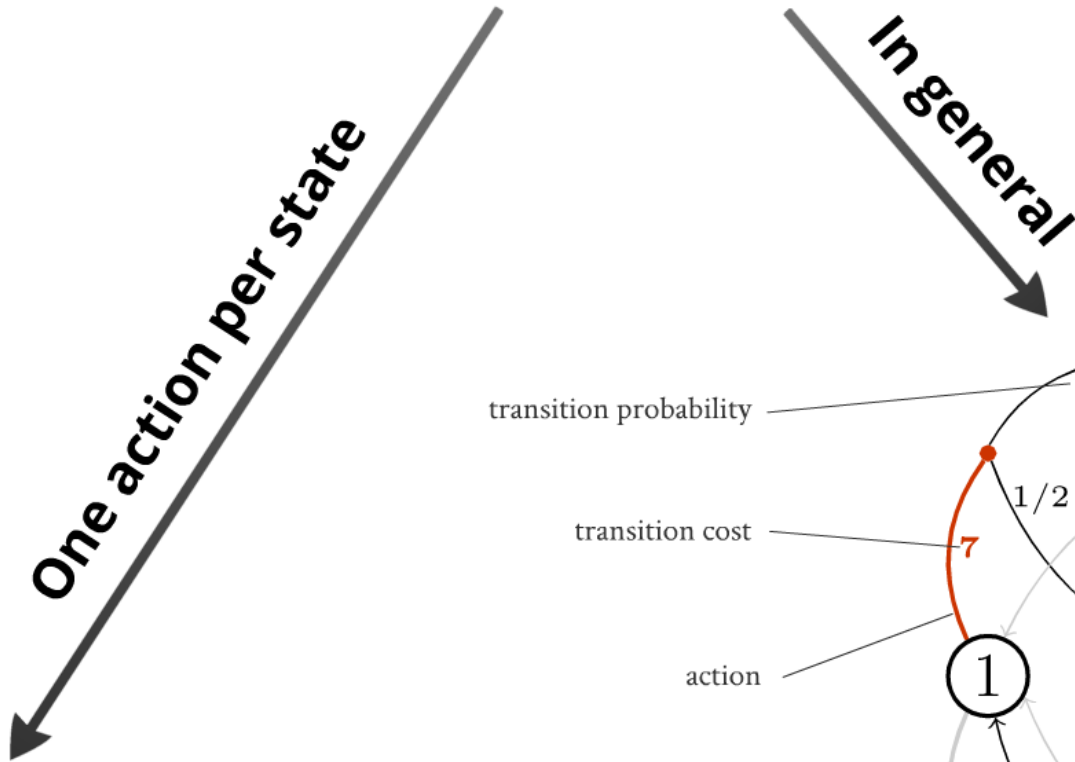 One action per state
In general
transition probability
1/2
transition cost
7
action
1